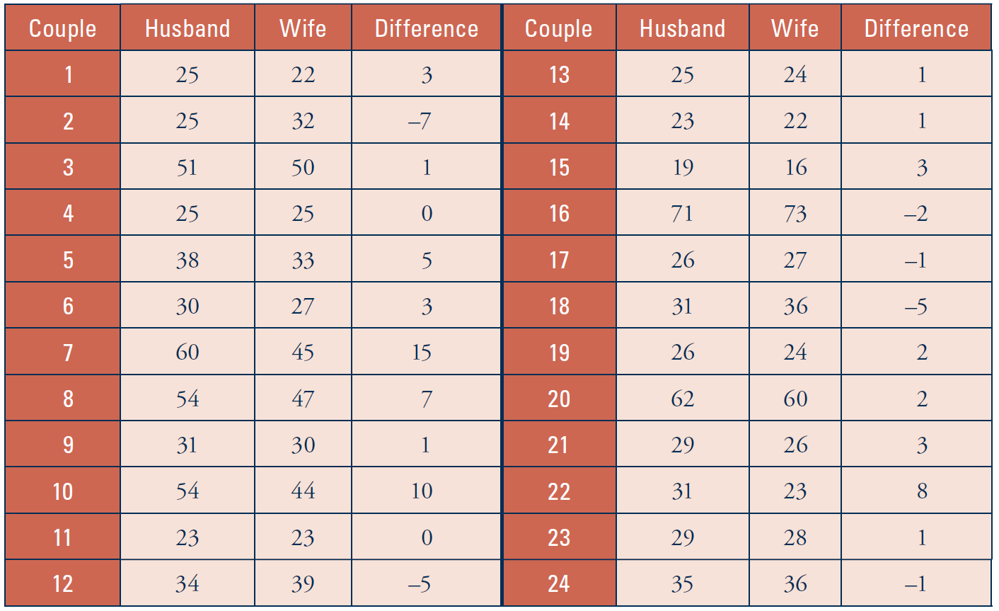 Couple Husband Wife Difference Couple Husband Wife Difference
1 25 22 3 13 25 24 1
2 25 32 –7 14 23 22 1
3 51 50 1 15 19 16 3
4 25 25 0 16 71 73 –2
5 38 33 5 17 26 27 –1
6 30 27 3 18 31 36 –5
7 60 45 15 19 26 24 2
8 54 47 7 20 62 60 2
9 31 30 1 21 29 26 3
10 54 44 10 22 31 23 8
11 23 23 0 23 29 28 1
12 34 39 –5 24 35 36 –1